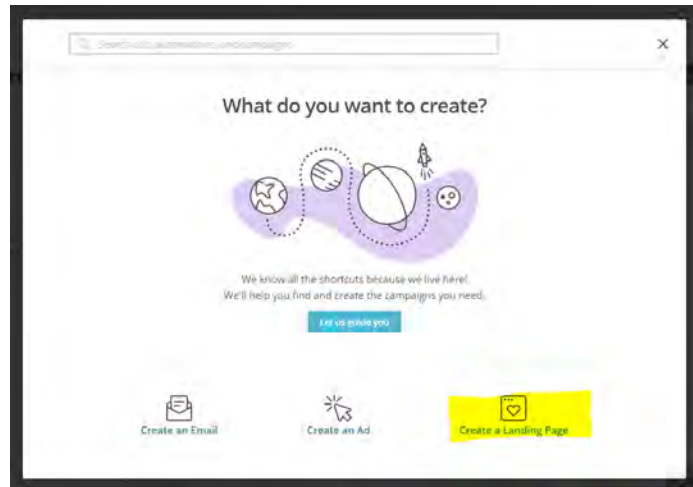 What do you want to create?
We know all the shortcuts because we live here!
We'll help you find and create the campaigns you need.
Let us guide you
Create an Email
Create an Ad
Create a Landing Page